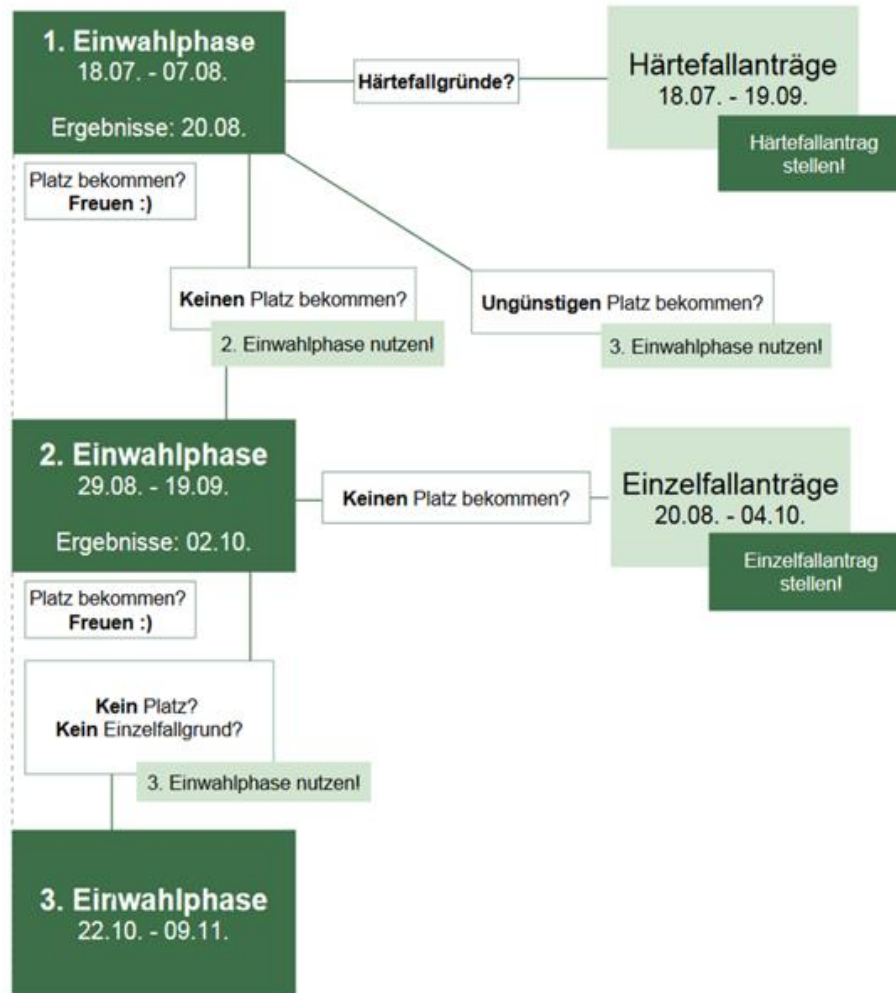 1. Einwahlphase
18.07. - 07.08.
Ergebnisse: 20.08.
Härtefallgründe?
Härtefallanträge
18.07. - 19.09.
Härtefallantrag
stellen!
Platz bekommen?
Freuen :)
Keinen Platz bekommen?
2. Einwahlphase nutzen!
Ungünstigen Platz bekommen?
3. Einwahlphase nutzen!
2. Einwahlphase
29.08. - 19.09.
Ergebnisse: 02.10.
Keinen Platz bekommen?
Einzelfallanträge
20.08. - 04.10.
Einzelfallantrag
stellen!
Platz bekommen?
Freuen :)
Kein Platz?
Kein Einzelfallgrund?
3. Einwahlphase nutzen!
3. Einwahlphase
22.10. - 09.11.